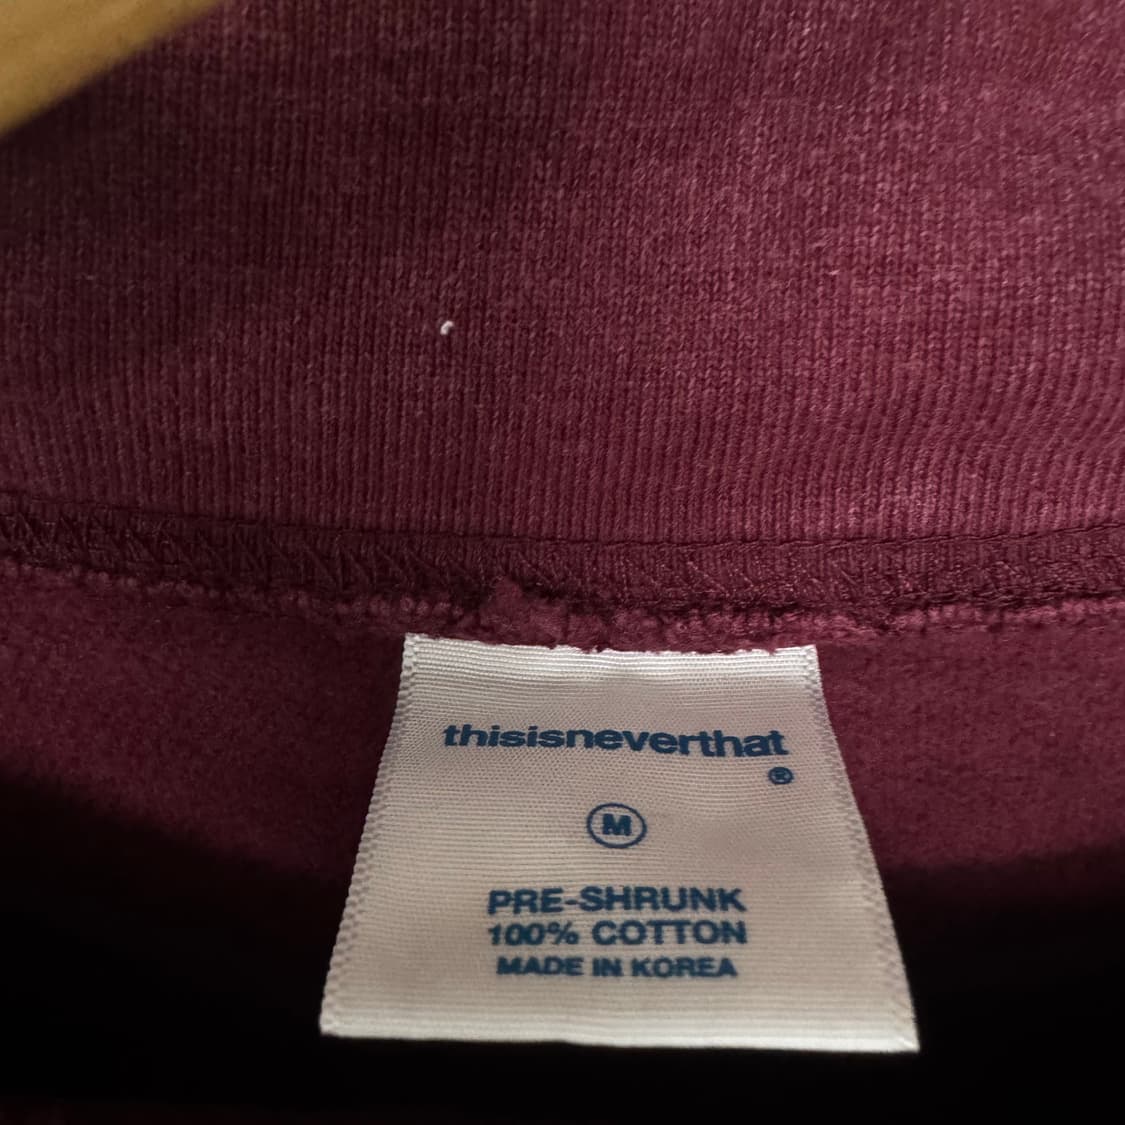 thisisneverthat
®
M
PRE-SHRUNK
100% COTTON
MADE IN KOREA